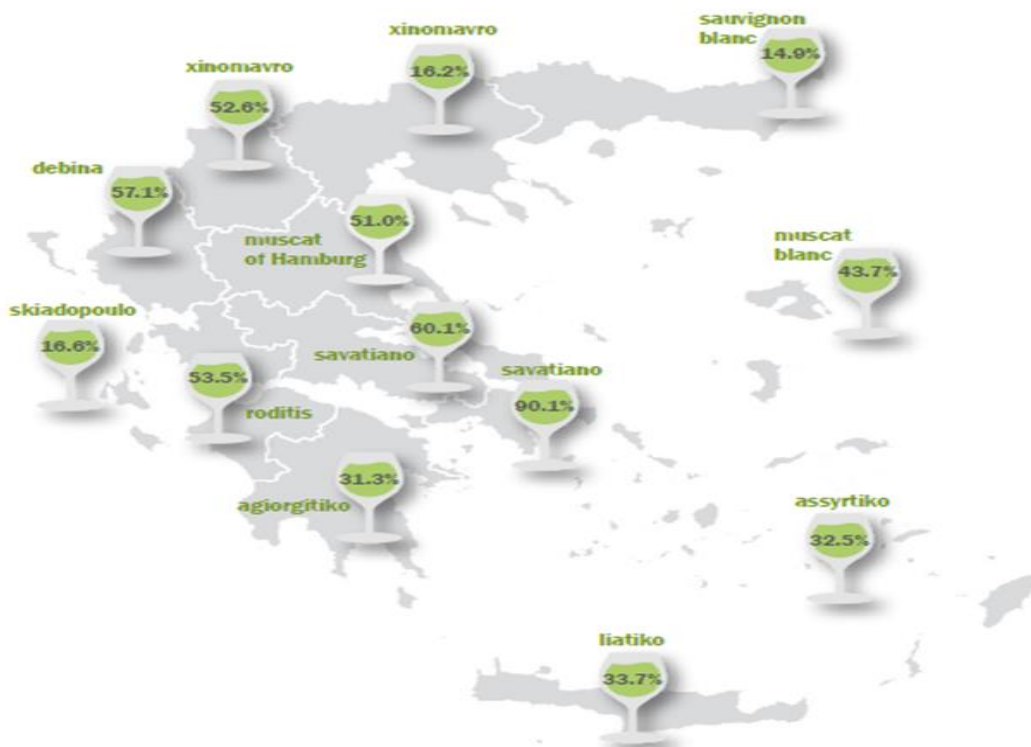 xinomavro
16.2%
sauvignon
blanc
14.9%
xinomavro
52.6%
debina
57.1%
51.0%
muscat
of Hamburg
muscat
blanc
43.7%
skiadopoulo
16.6%
60.1%
savatiano
savatiano
90.1%
53.5%
roditis
31.3%
agiorgitiko
assyrtiko
32.5%
liatiko
33.7%